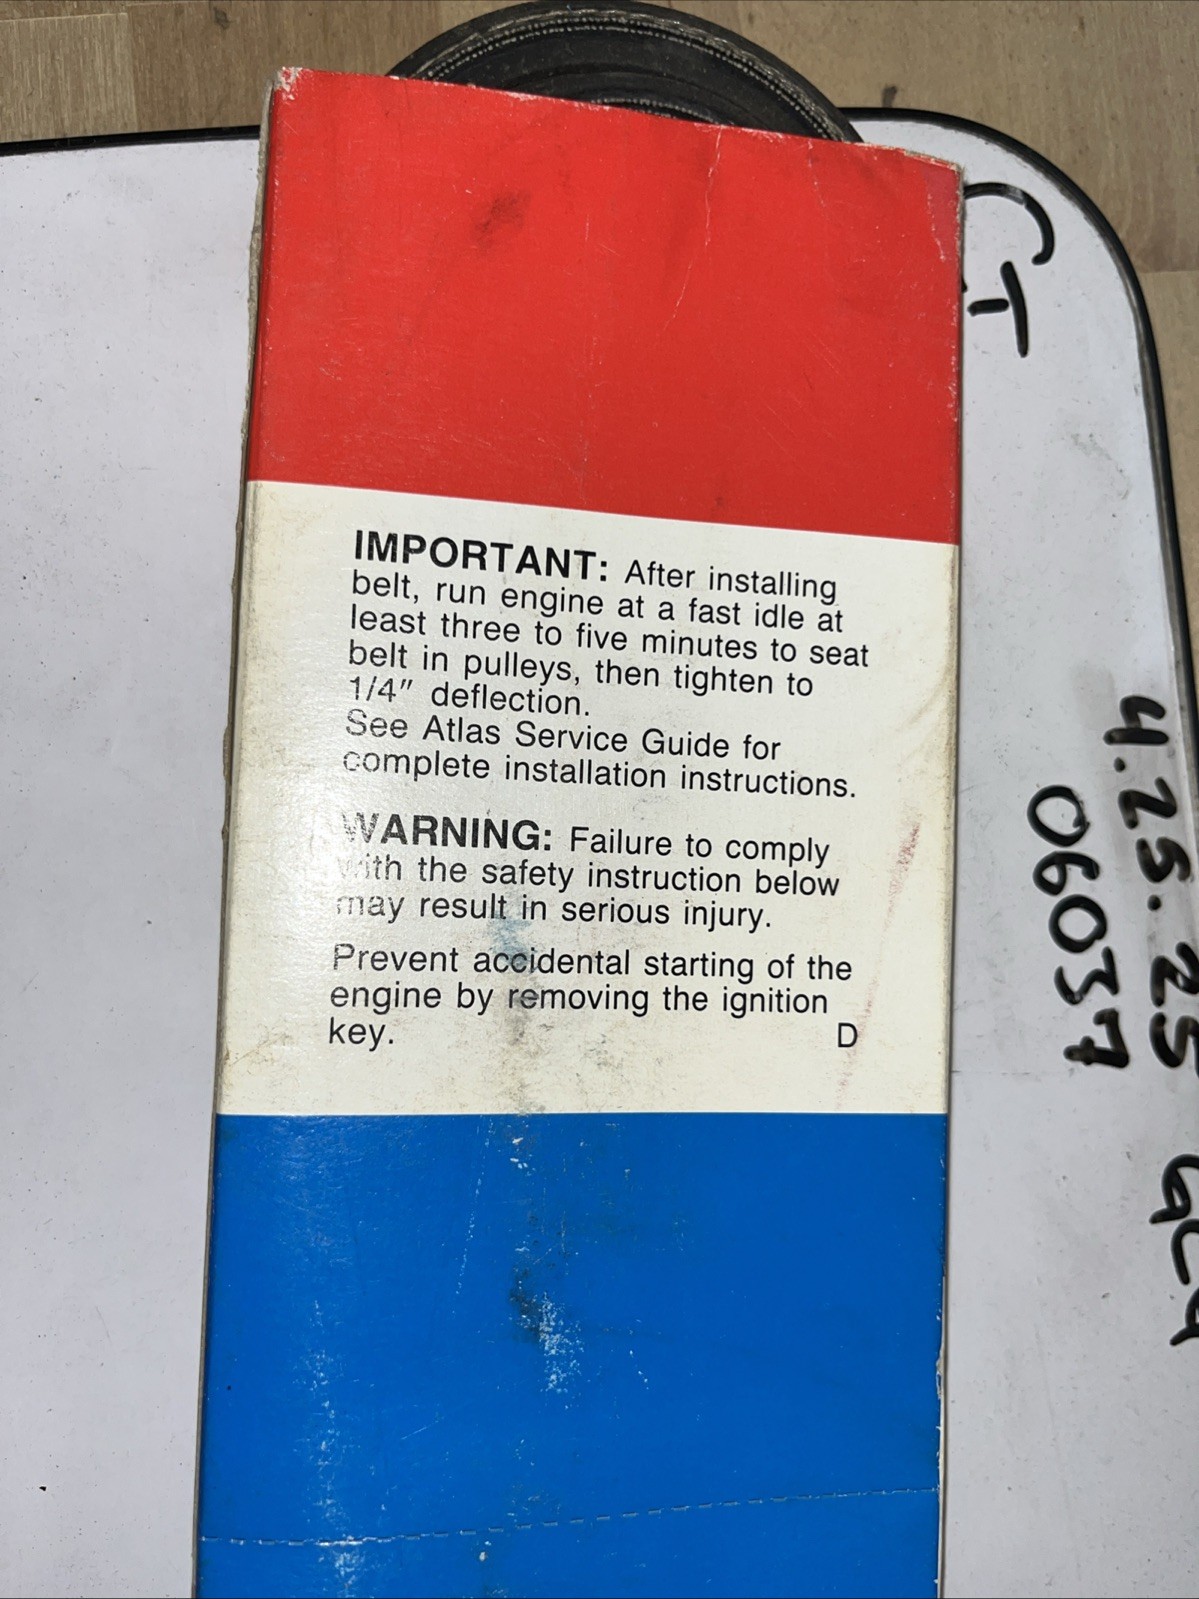 IMPORTANT: After installing
belt, run engine at a fast idle at
least three to five minutes to seat
belt in pulleys, then tighten to
1/4" deflection.
See Atlas Service Guide for
complete installation instructions.
WARNING: Failure to comply
with the safety instruction below
may result in serious injury.
Prevent accidental starting of the
engine by removing the ignition
key. D
4.25.25
06037